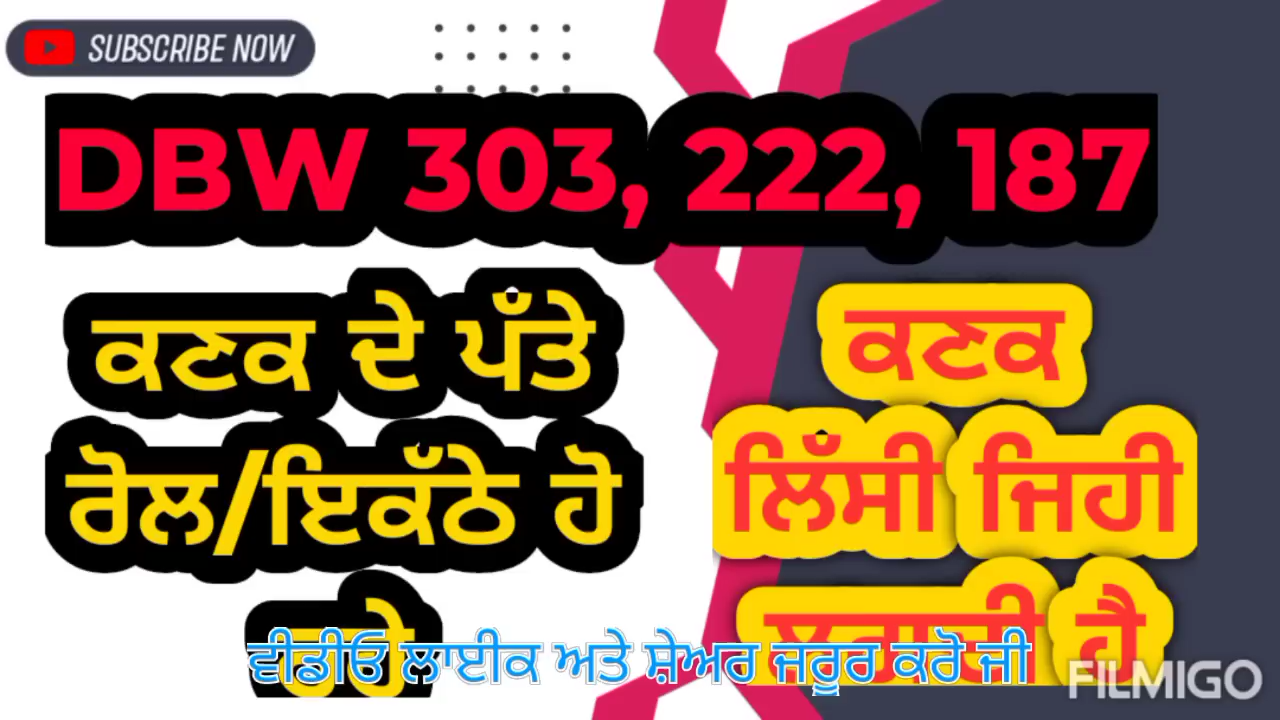 SUBSCRIBE NOW
DBW 303, 222, 187
ਕਣਕ ਦੇ ਪੱਤੇ
ਰੋਲ/ਇਕੱਠੇ ਹੋ
ਕਣਕ
ਲਿੱਸੀ ਜਿਹੀ
ਹੈ
ਵੀਡੀਓ ਲਾਈਕ ਅਤੇ ਸ਼ੇਅਰ ਜਰੂਰ ਕਰੋ ਜੀ
FILMIGO